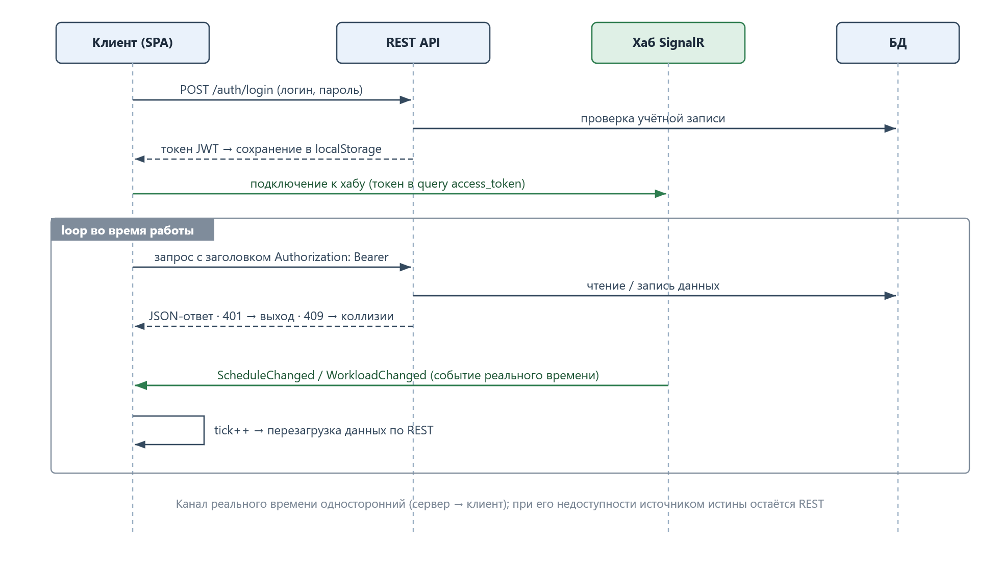 Клиент (SPA)
REST API
Хаб SignalR
БД
POST /auth/login (логин, пароль)
проверка учётной записи
токен JWT → сохранение в localStorage
подключение к хабу (токен в query access_token)
loop во время работы
запрос с заголовком Authorization: Bearer
чтение / запись данных
JSON-ответ · 401 → выход · 409 → коллизии
ScheduleChanged / WorkloadChanged (событие реального времени)
tick++ → перезагрузка данных по REST
Канал реального времени односторонний (сервер → клиент); при его недоступности источником истины остаётся REST